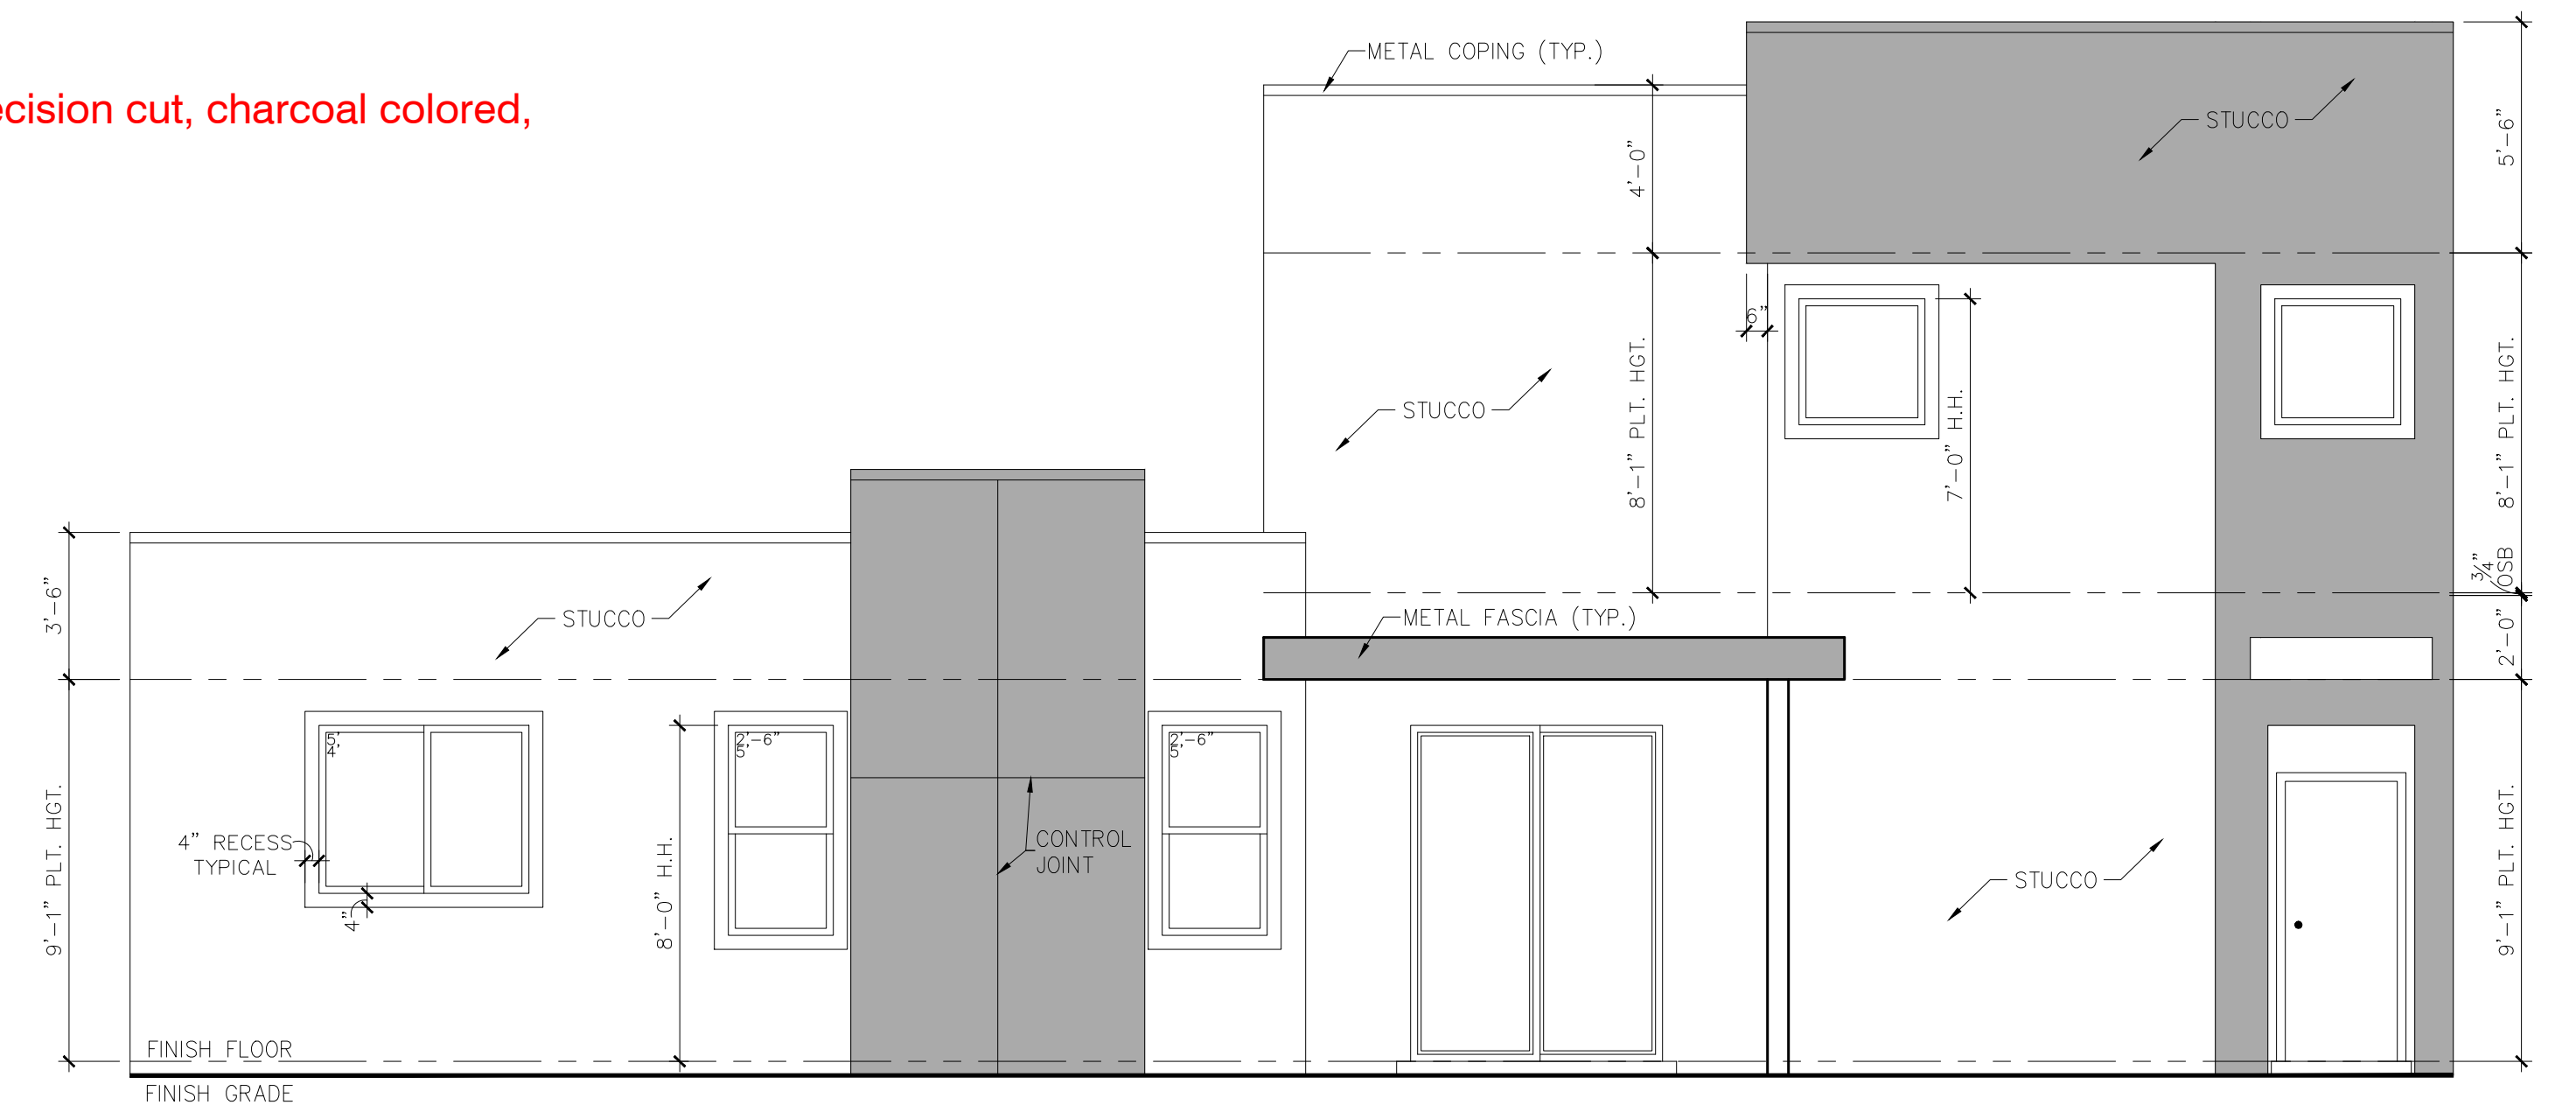 METAL COPING (TYP.)
ecision cut, charcoal colored,
STUCCO
5'-6"
4'-0"
6"
8'-1" PLT. HGT.
7'-0" H.H.
8'-1" PLT. HGT.
STUCCO
3/4"
OSB
3'-6"
STUCCO
METAL FASCIA (TYP.)
2'-0"
5'
4'
2'-6"
5'
2'-6"
5'
4" RECESS
TYPICAL
4"
9'-1" PLT. HGT.
8'-0" H.H.
CONTROL
JOINT
STUCCO
9'-1" PLT. HGT.
FINISH FLOOR
FINISH GRADE